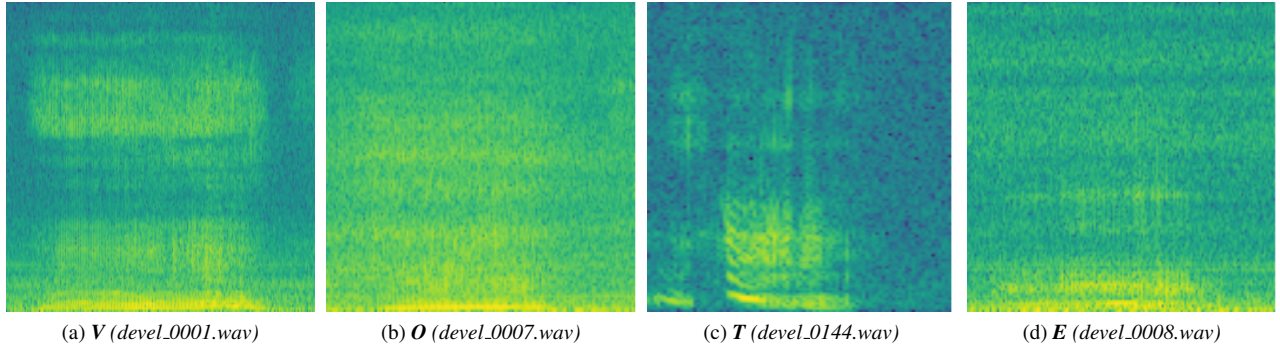 (a) V (devel_0001.wav)
(b) O (devel_0007.wav)
(c) T (devel_0144.wav)
(d) E (devel_0008.wav)